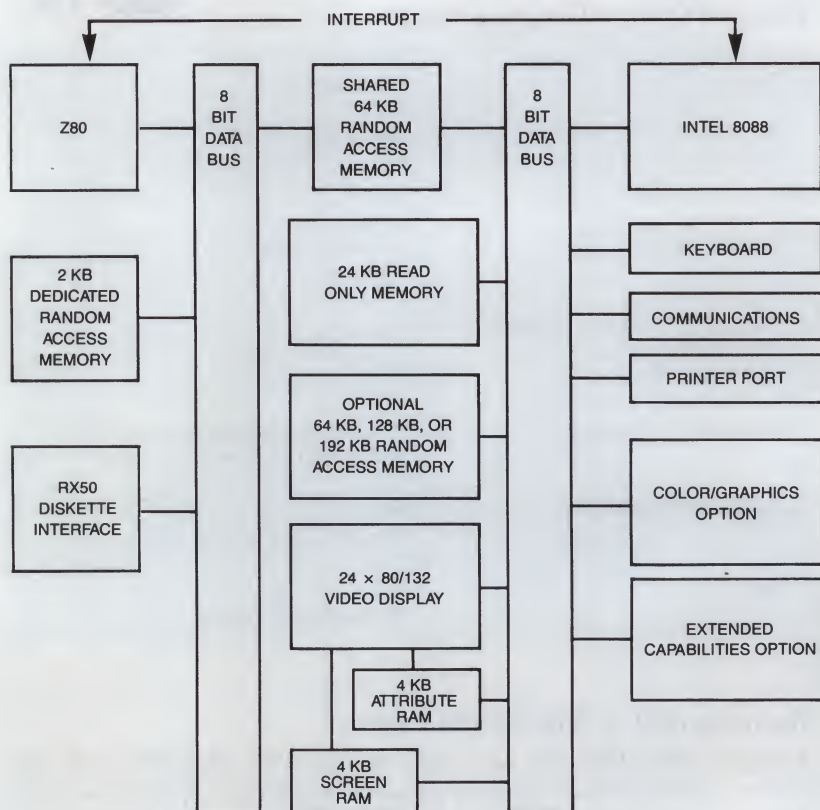 INTERRUPT
Z80
8
BIT
DATA
BUS
SHARED
64 KB
RANDOM
ACCESS
MEMORY
8
BIT
DATA
BUS
INTEL 8088
2 KB
DEDICATED
RANDOM
ACCESS
MEMORY
24 KB READ
ONLY MEMORY
KEYBOARD
COMMUNICATIONS
PRINTER PORT
OPTIONAL
64 KB, 128 KB, OR
192 KB RANDOM
ACCESS MEMORY
RX50
DISKETTE
INTERFACE
COLOR/GRAPHICS
OPTION
24 × 80/132
VIDEO DISPLAY
EXTENDED
CAPABILITIES OPTION
4 KB
ATTRIBUTE
RAM
4 KB
SCREEN
RAM